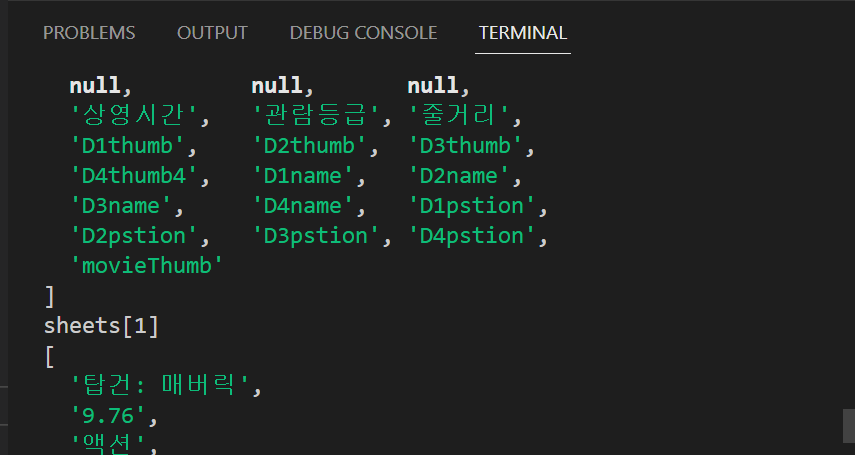 PROBLEMS OUTPUT DEBUG CONSOLE TERMINAL
null, null, null,
'상영시간', '관람등급', '줄거리',
'D1thumb', 'D2thumb', 'D3thumb',
'D4thumb4', 'D1name', 'D2name',
'D3name', 'D4name', 'D1pstion',
'D2pstion', 'D3pstion', 'D4pstion',
'movieThumb'
]
sheets[1]
[
'탑건: 매버릭',
'9.76',
'액션',